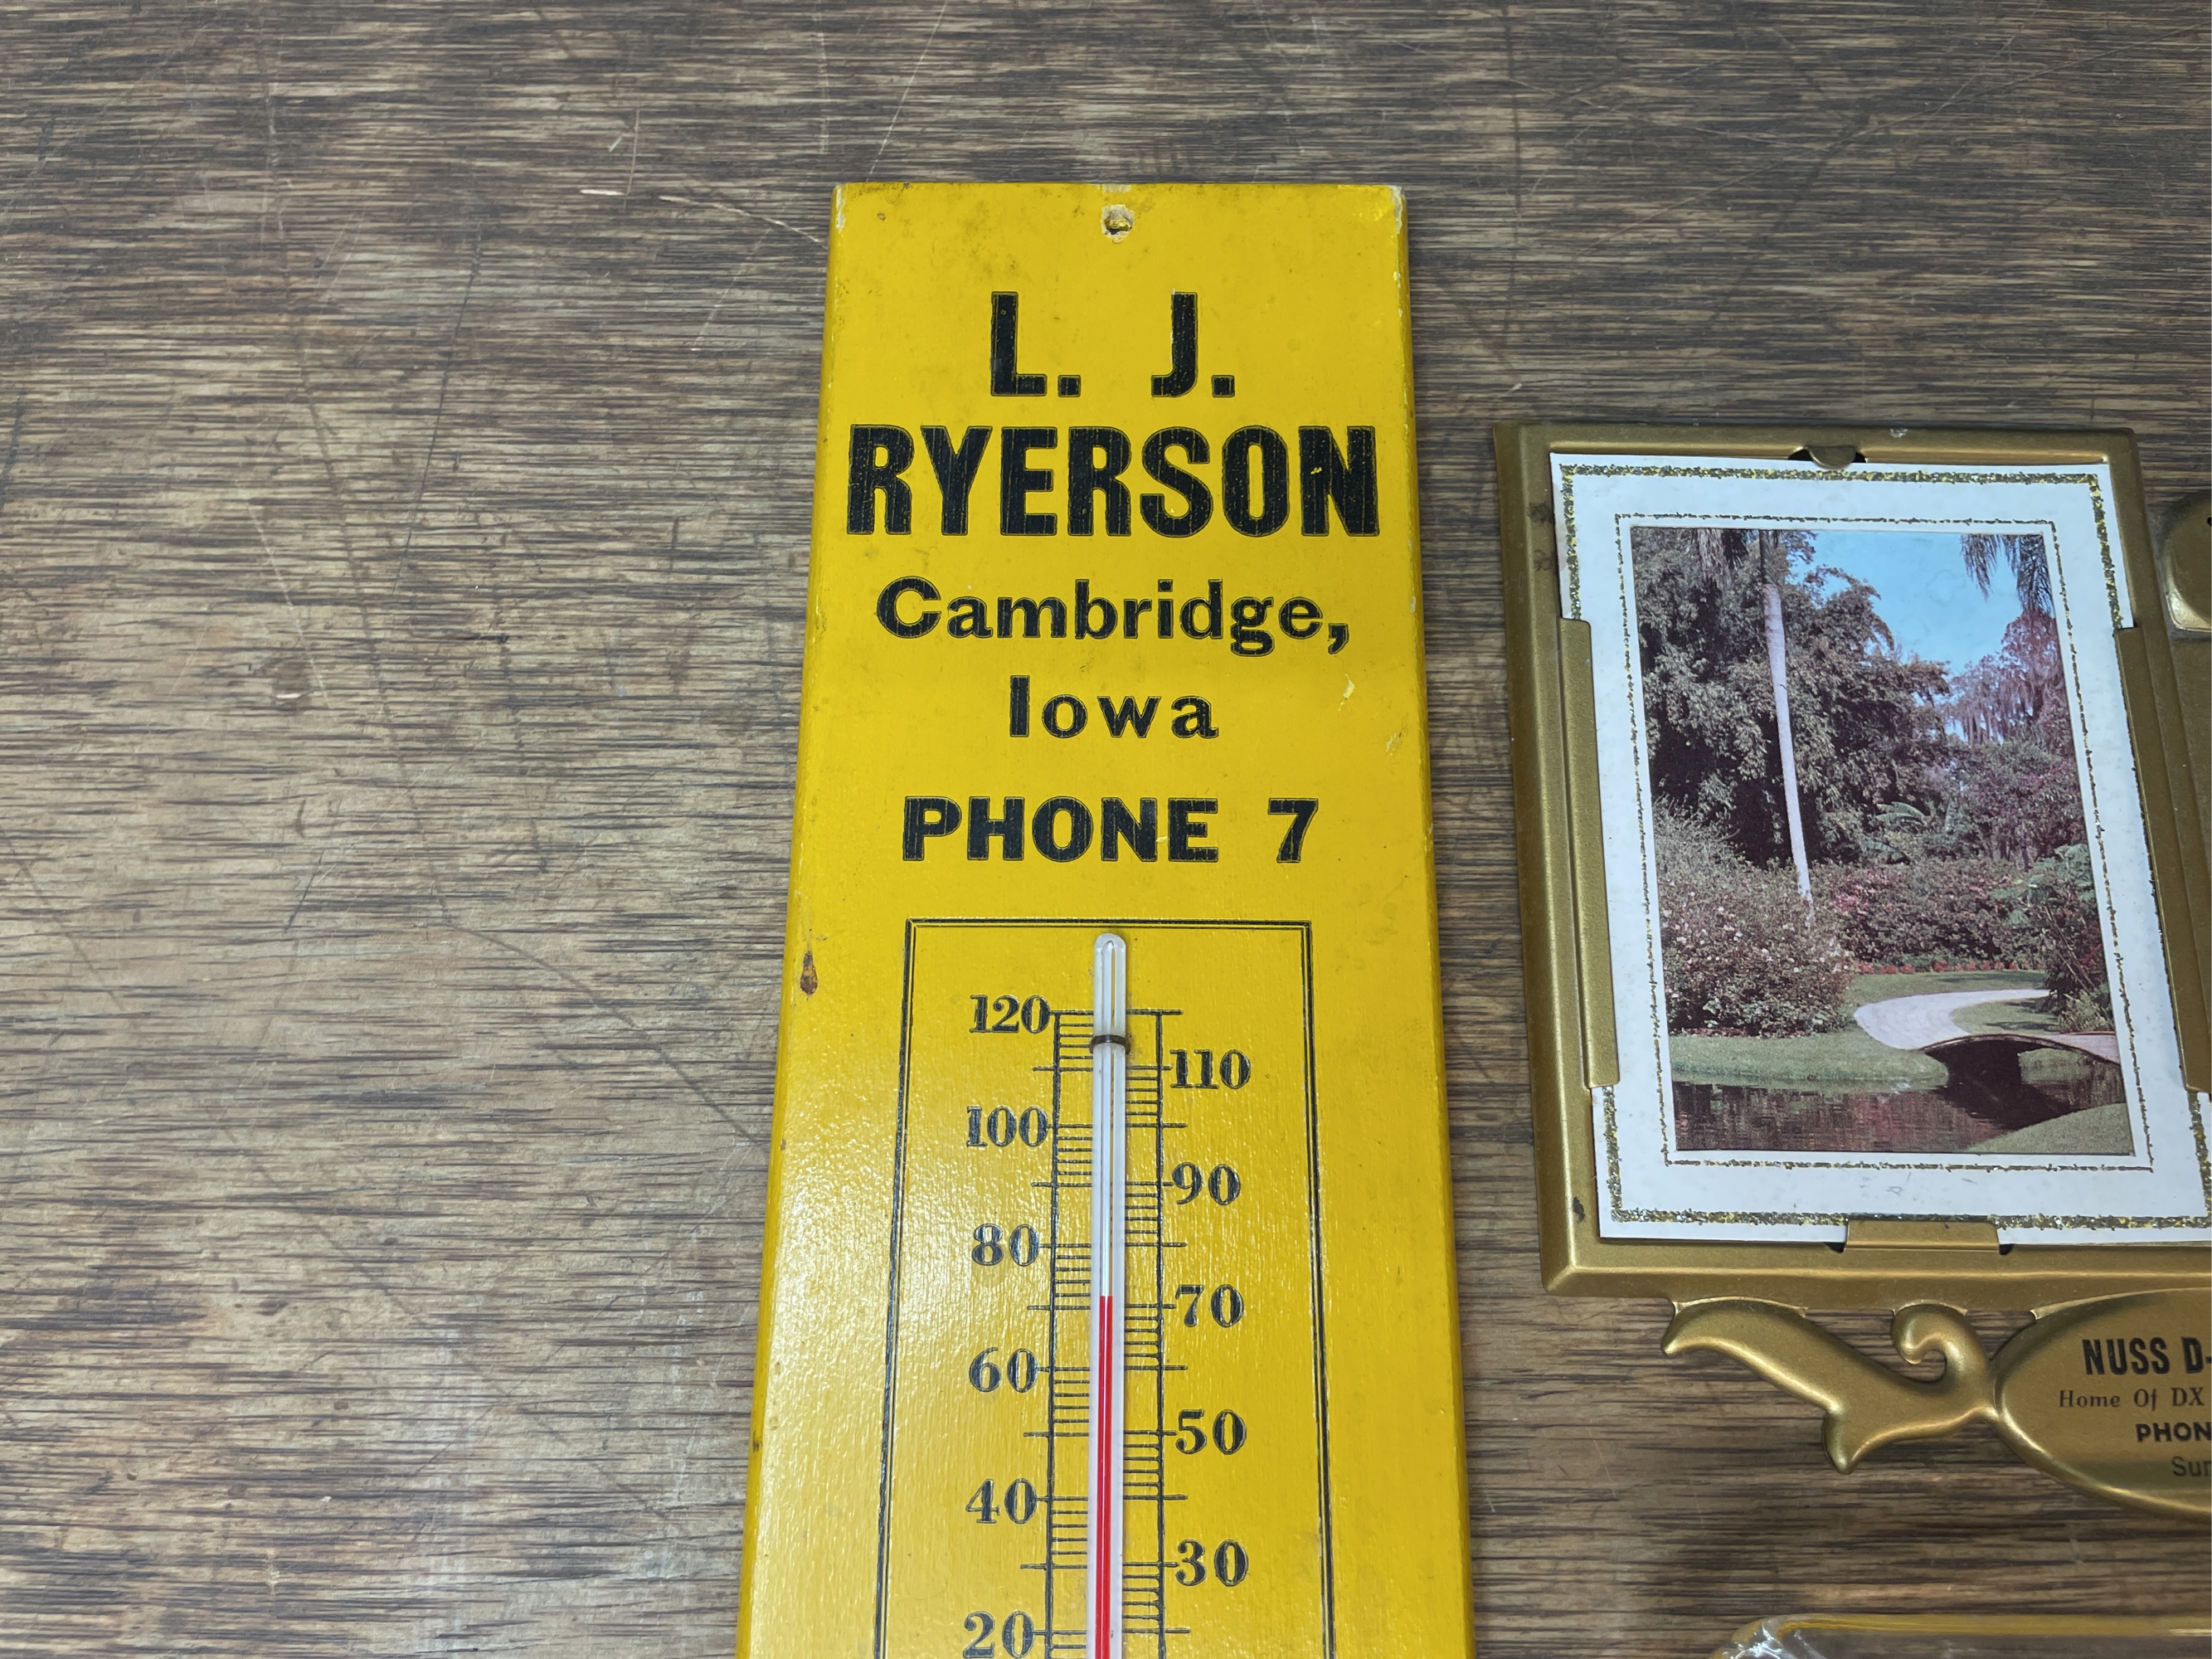 L. J.
RYERSON
Cambridge,
Iowa
PHONE 7
120
110
100
90
80
70
60
50
40
30
20
NUSS
Home Of DX